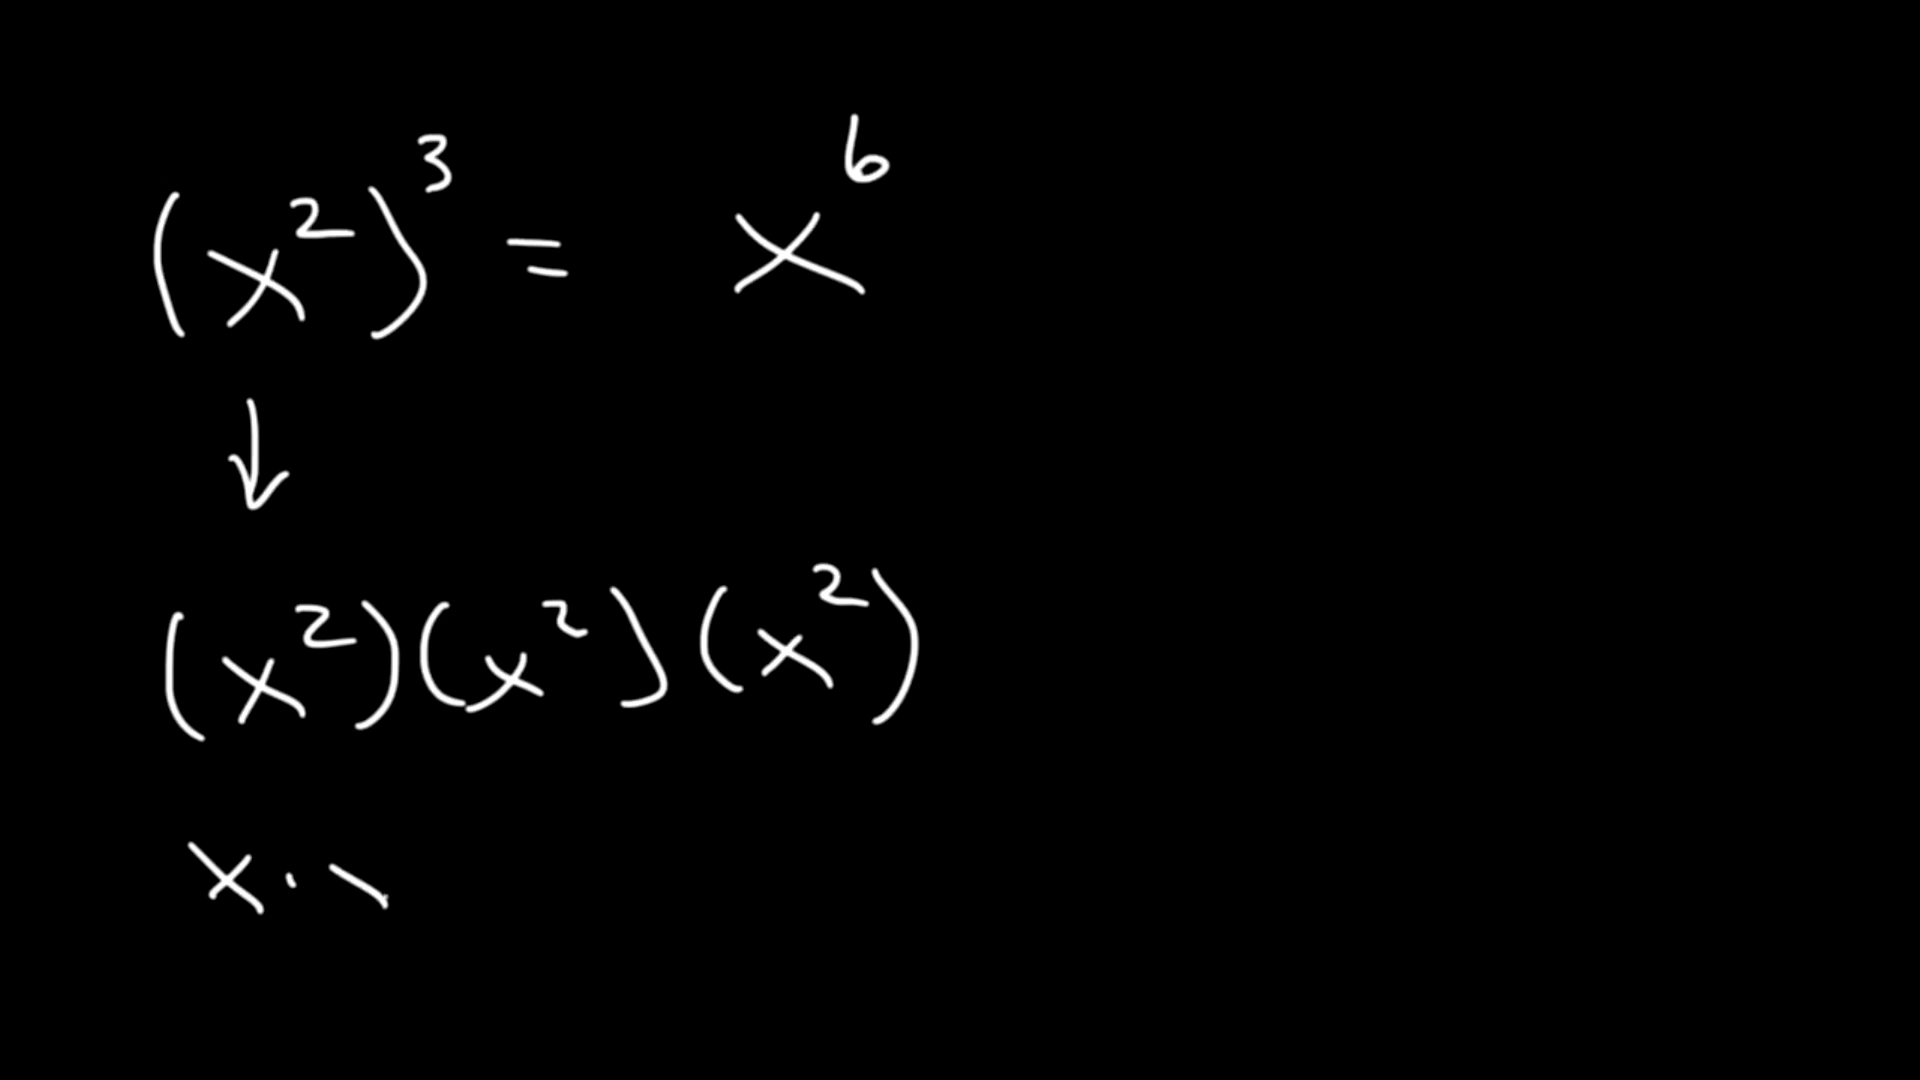 (x²)³ = x⁶
↓
(x²)(x²)(x²)
x ·